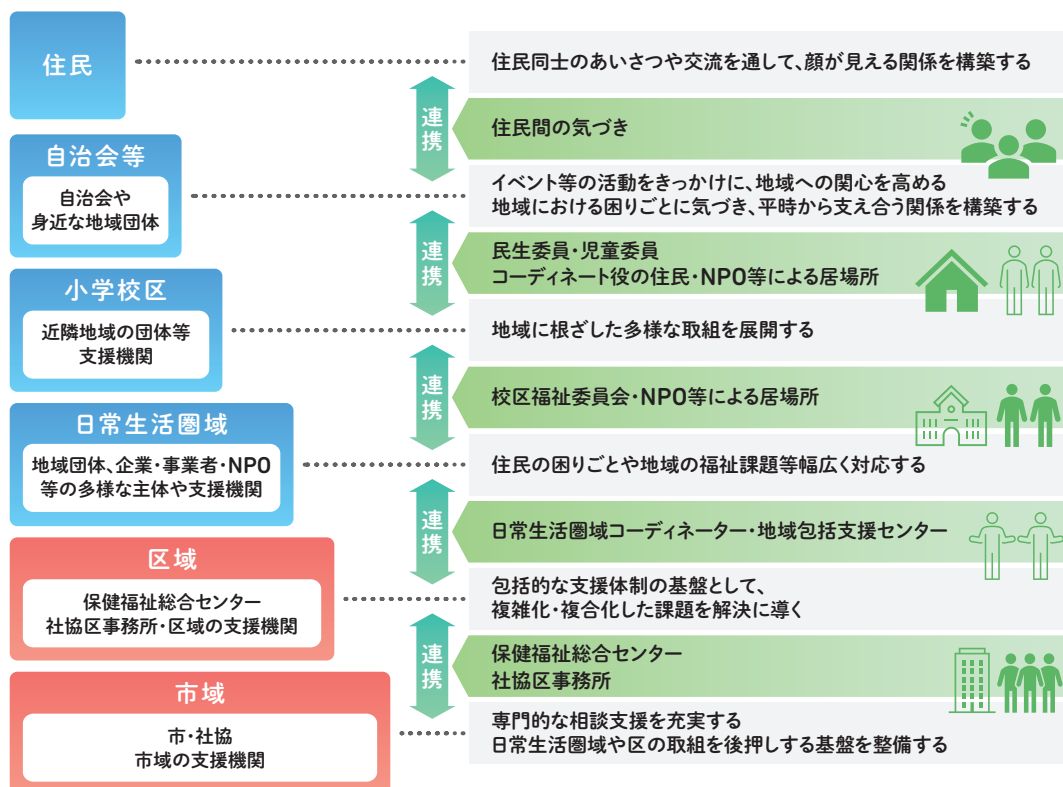 住民
住民同士のあいさつや交流を通して、顔が見える関係を構築する
連携
住民間の気づき
自治会等
自治会や
身近な地域団体
イベント等の活動をきっかけに、地域への関心を高める
地域における困りごとに気づき、平時から支え合う関係を構築する
連携
民生委員・児童委員
コーディネート役の住民・NPO等による居場所
小学校区
近隣地域の団体等
支援機関
地域に根ざした多様な取組を展開する
連携
校区福祉委員会・NPO等による居場所
日常生活圏域
地域団体、企業・事業者・NPO
等の多様な主体や支援機関
住民の困りごとや地域の福祉課題等幅広く対応する
連携
日常生活圏域コーディネーター・地域包括支援センター
区域
保健福祉総合センター
社協区事務所・区域の支援機関
包括的な支援体制の基盤として、
複雑化・複合化した課題を解決に導く
連携
保健福祉総合センター
社協区事務所
市域
市・社協
市域の支援機関
専門的な相談支援を充実する
日常生活圏域や区の取組を後押しする基盤を整備する